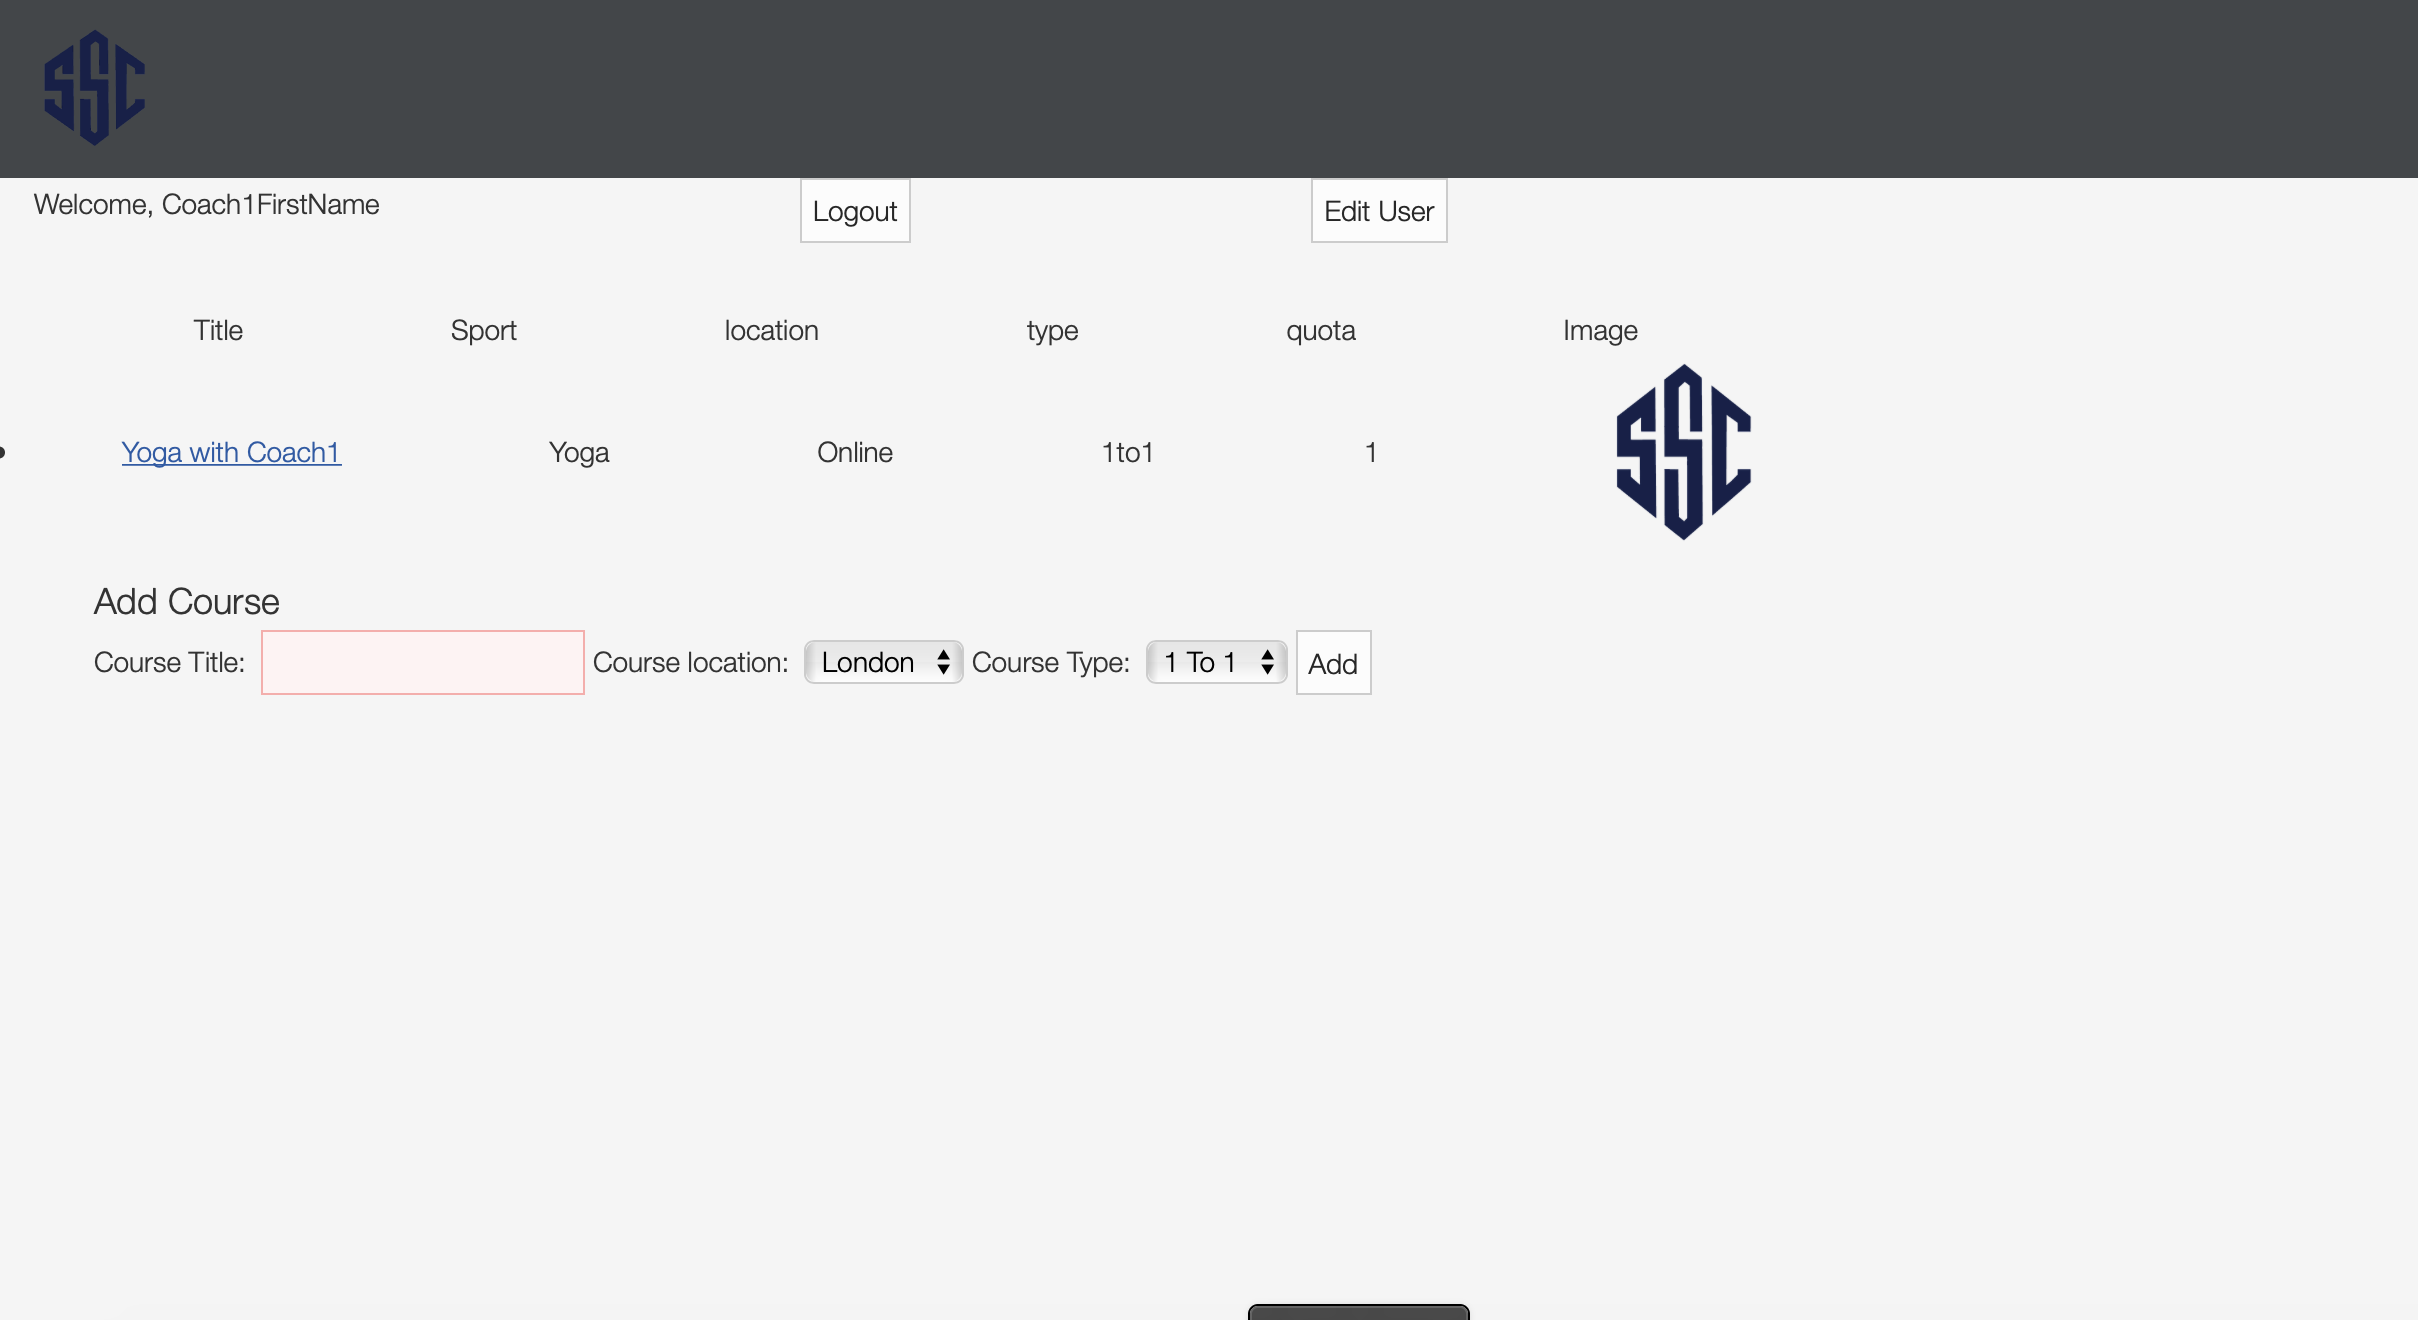 SSC
Welcome, Coach1FirstName
Logout
Edit User
Title Sport location type quota Image
Yoga with Coach1 Yoga Online 1to1 1
SSC
Add Course
Course Title: Course location: London Course Type: 1 To 1 Add